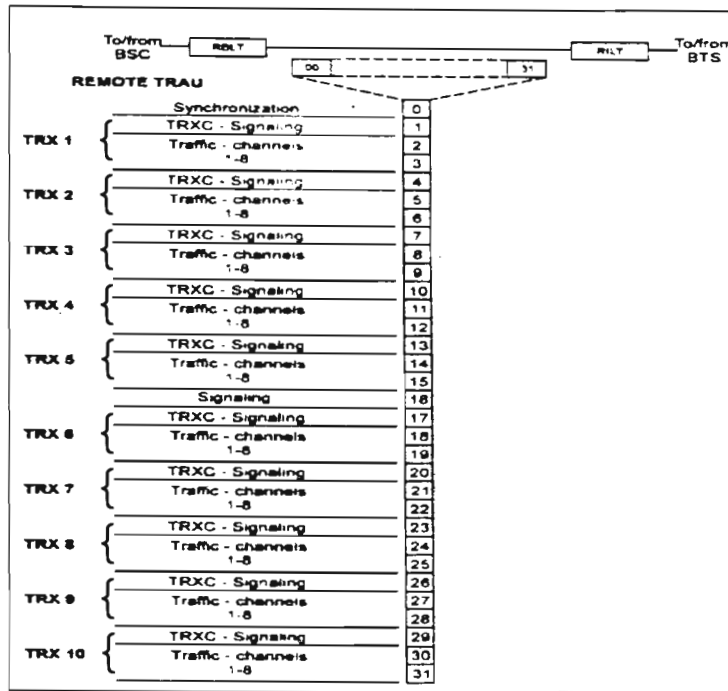 To/from BSC
RBLT
RILT
To/from BTS
00
31
REMOTE TRAU
Synchronization
0
TRX 1
TRXC - Signaling
1
Traffic - channels
2
1-8
3
TRX 2
TRXC - Signaling
4
Traffic - channels
5
1-8
6
TRX 3
TRXC - Signaling
7
Traffic - channels
8
1-8
9
TRX 4
TRXC - Signaling
10
Traffic - channels
11
1-8
12
TRX 5
TRXC - Signaling
13
Traffic - channels
14
1-8
15
Signaling
16
TRX 6
TRXC - Signaling
17
Traffic - channels
18
1-8
19
TRX 7
TRXC - Signaling
20
Traffic - channels
21
1-8
22
TRX 8
TRXC - Signaling
23
Traffic - channels
24
1-8
25
TRX 9
TRXC - Signaling
26
Traffic - channels
27
1-8
28
TRX 10
TRXC - Signaling
29
Traffic - channels
30
1-8
31